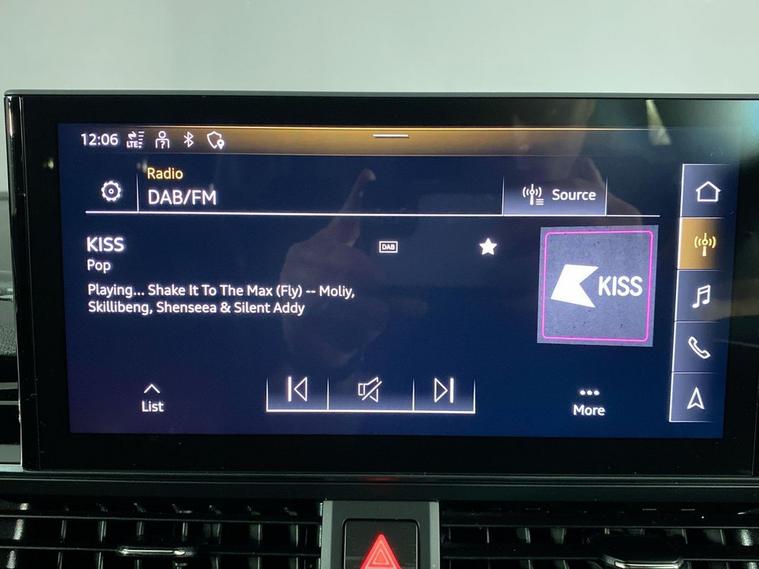 12:06 LTE
Radio
DAB/FM
Source
KISS
DAB
Pop
Playing... Shake It To The Max (Fly) -- Moliy,
Skillibeng, Shenseea & Silent Addy
KISS
List
More